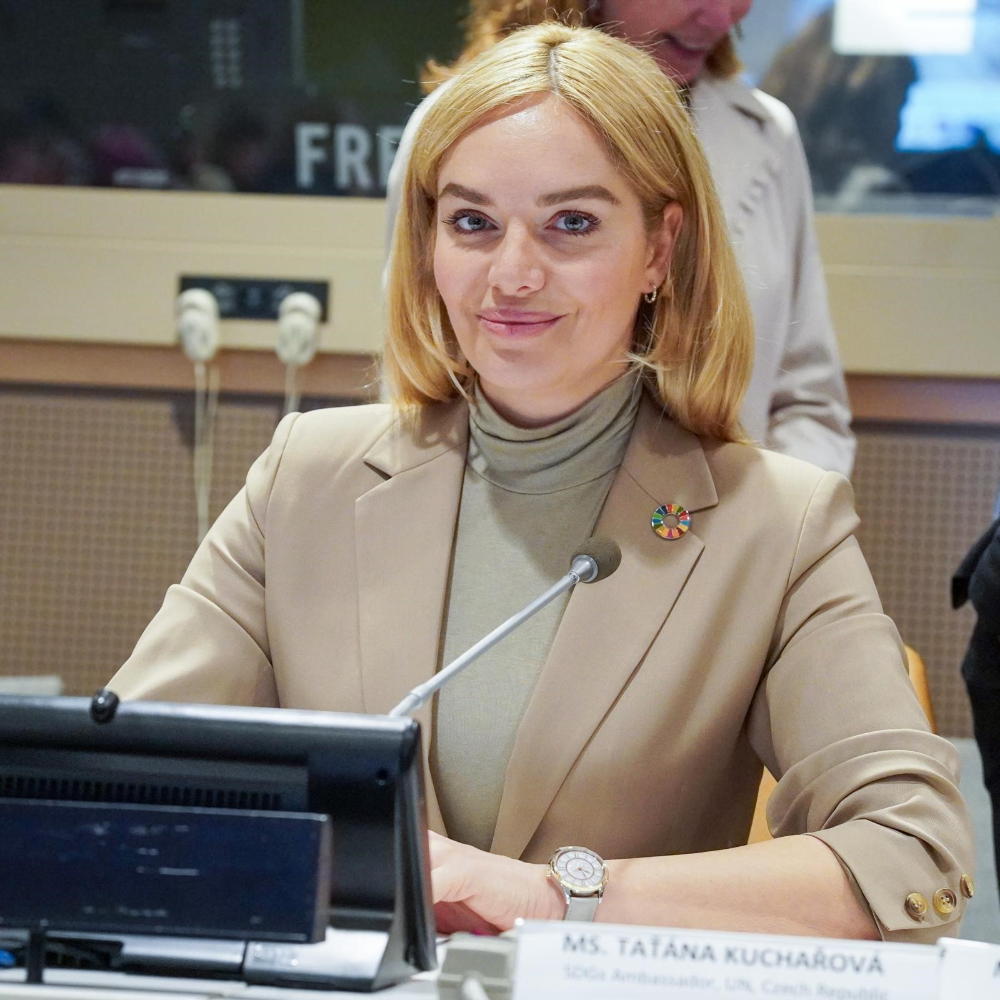 FRE
MS. TAŤÁNA KUCHAŘOVÁ
SDGs Ambassador, UN, Czech Republic